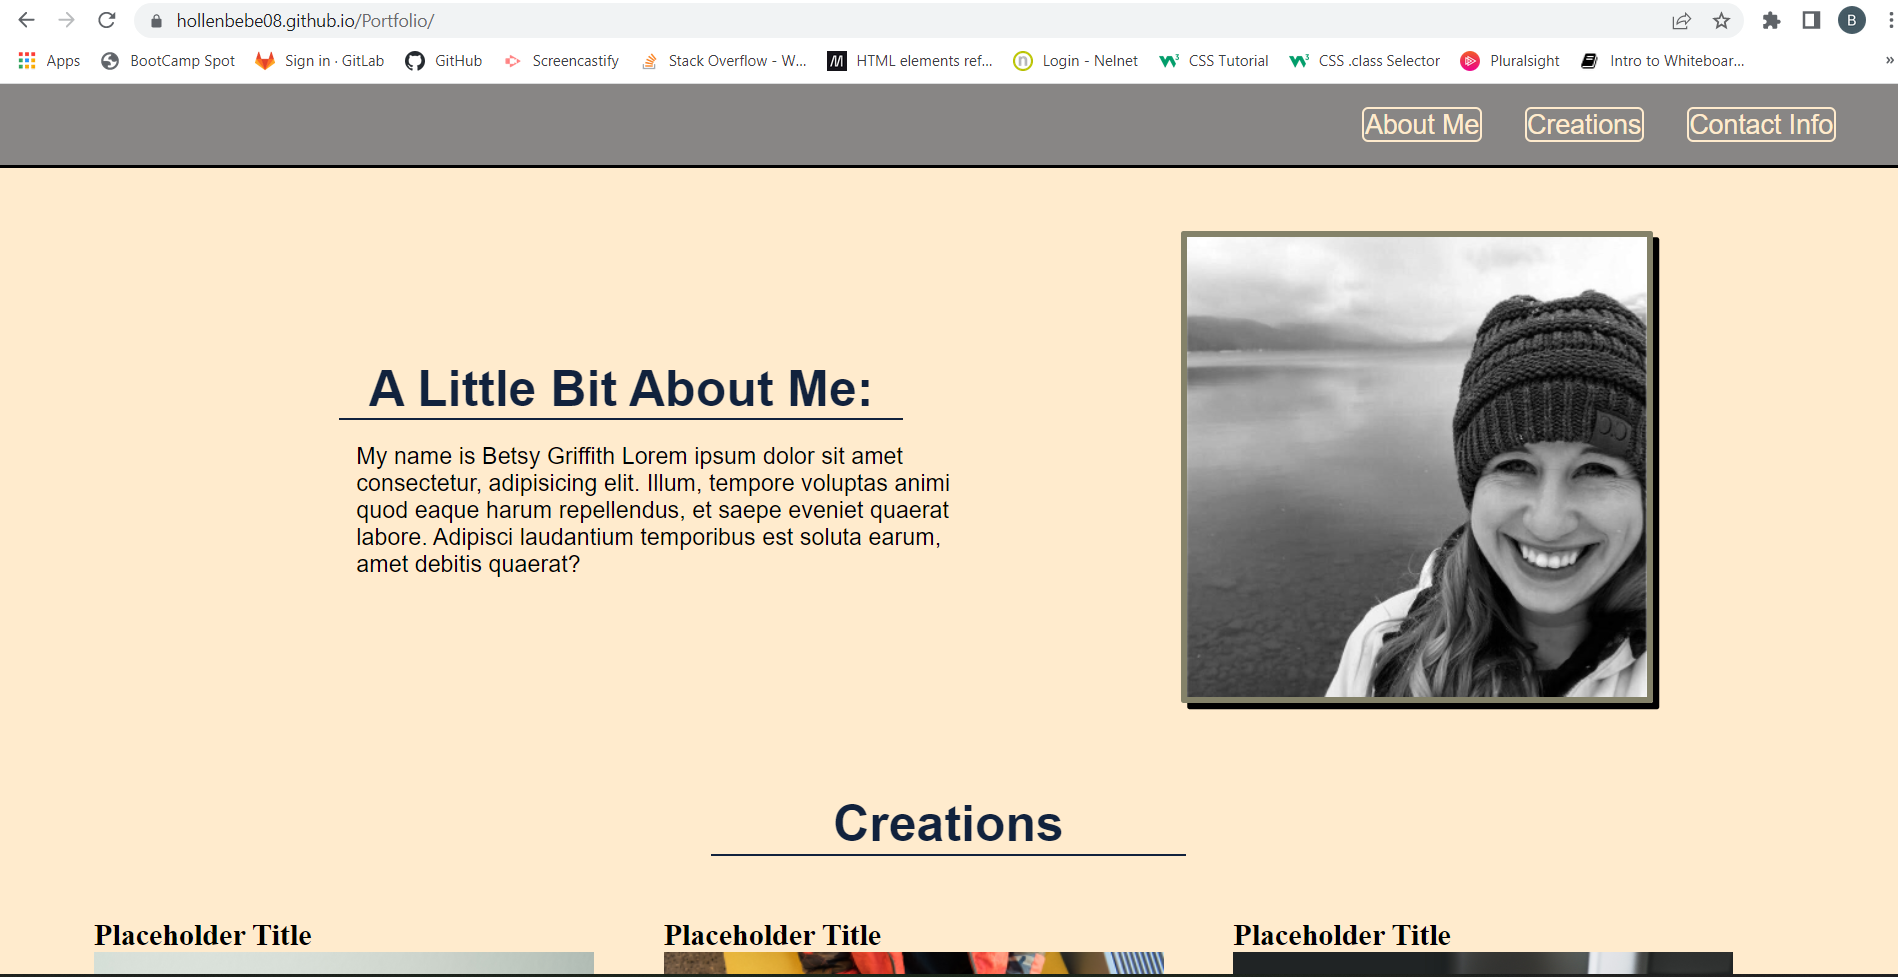 hollenbebe08.github.io/Portfolio/
B
Apps BootCamp Spot Sign in · GitLab GitHub Screencastify Stack Overflow - W... HTML elements ref... n Login - Nelnet CSS Tutorial CSS .class Selector Pluralsight Intro to Whiteboar... »
About Me Creations Contact Info
A Little Bit About Me:
My name is Betsy Griffith Lorem ipsum dolor sit amet
consectetur, adipisicing elit. Illum, tempore voluptas animi
quod eaque harum repellendus, et saepe eveniet quaerat
labore. Adipisci laudantium temporibus est soluta earum,
amet debitis quaerat?
C.C
Creations
Placeholder Title Placeholder Title Placeholder Title